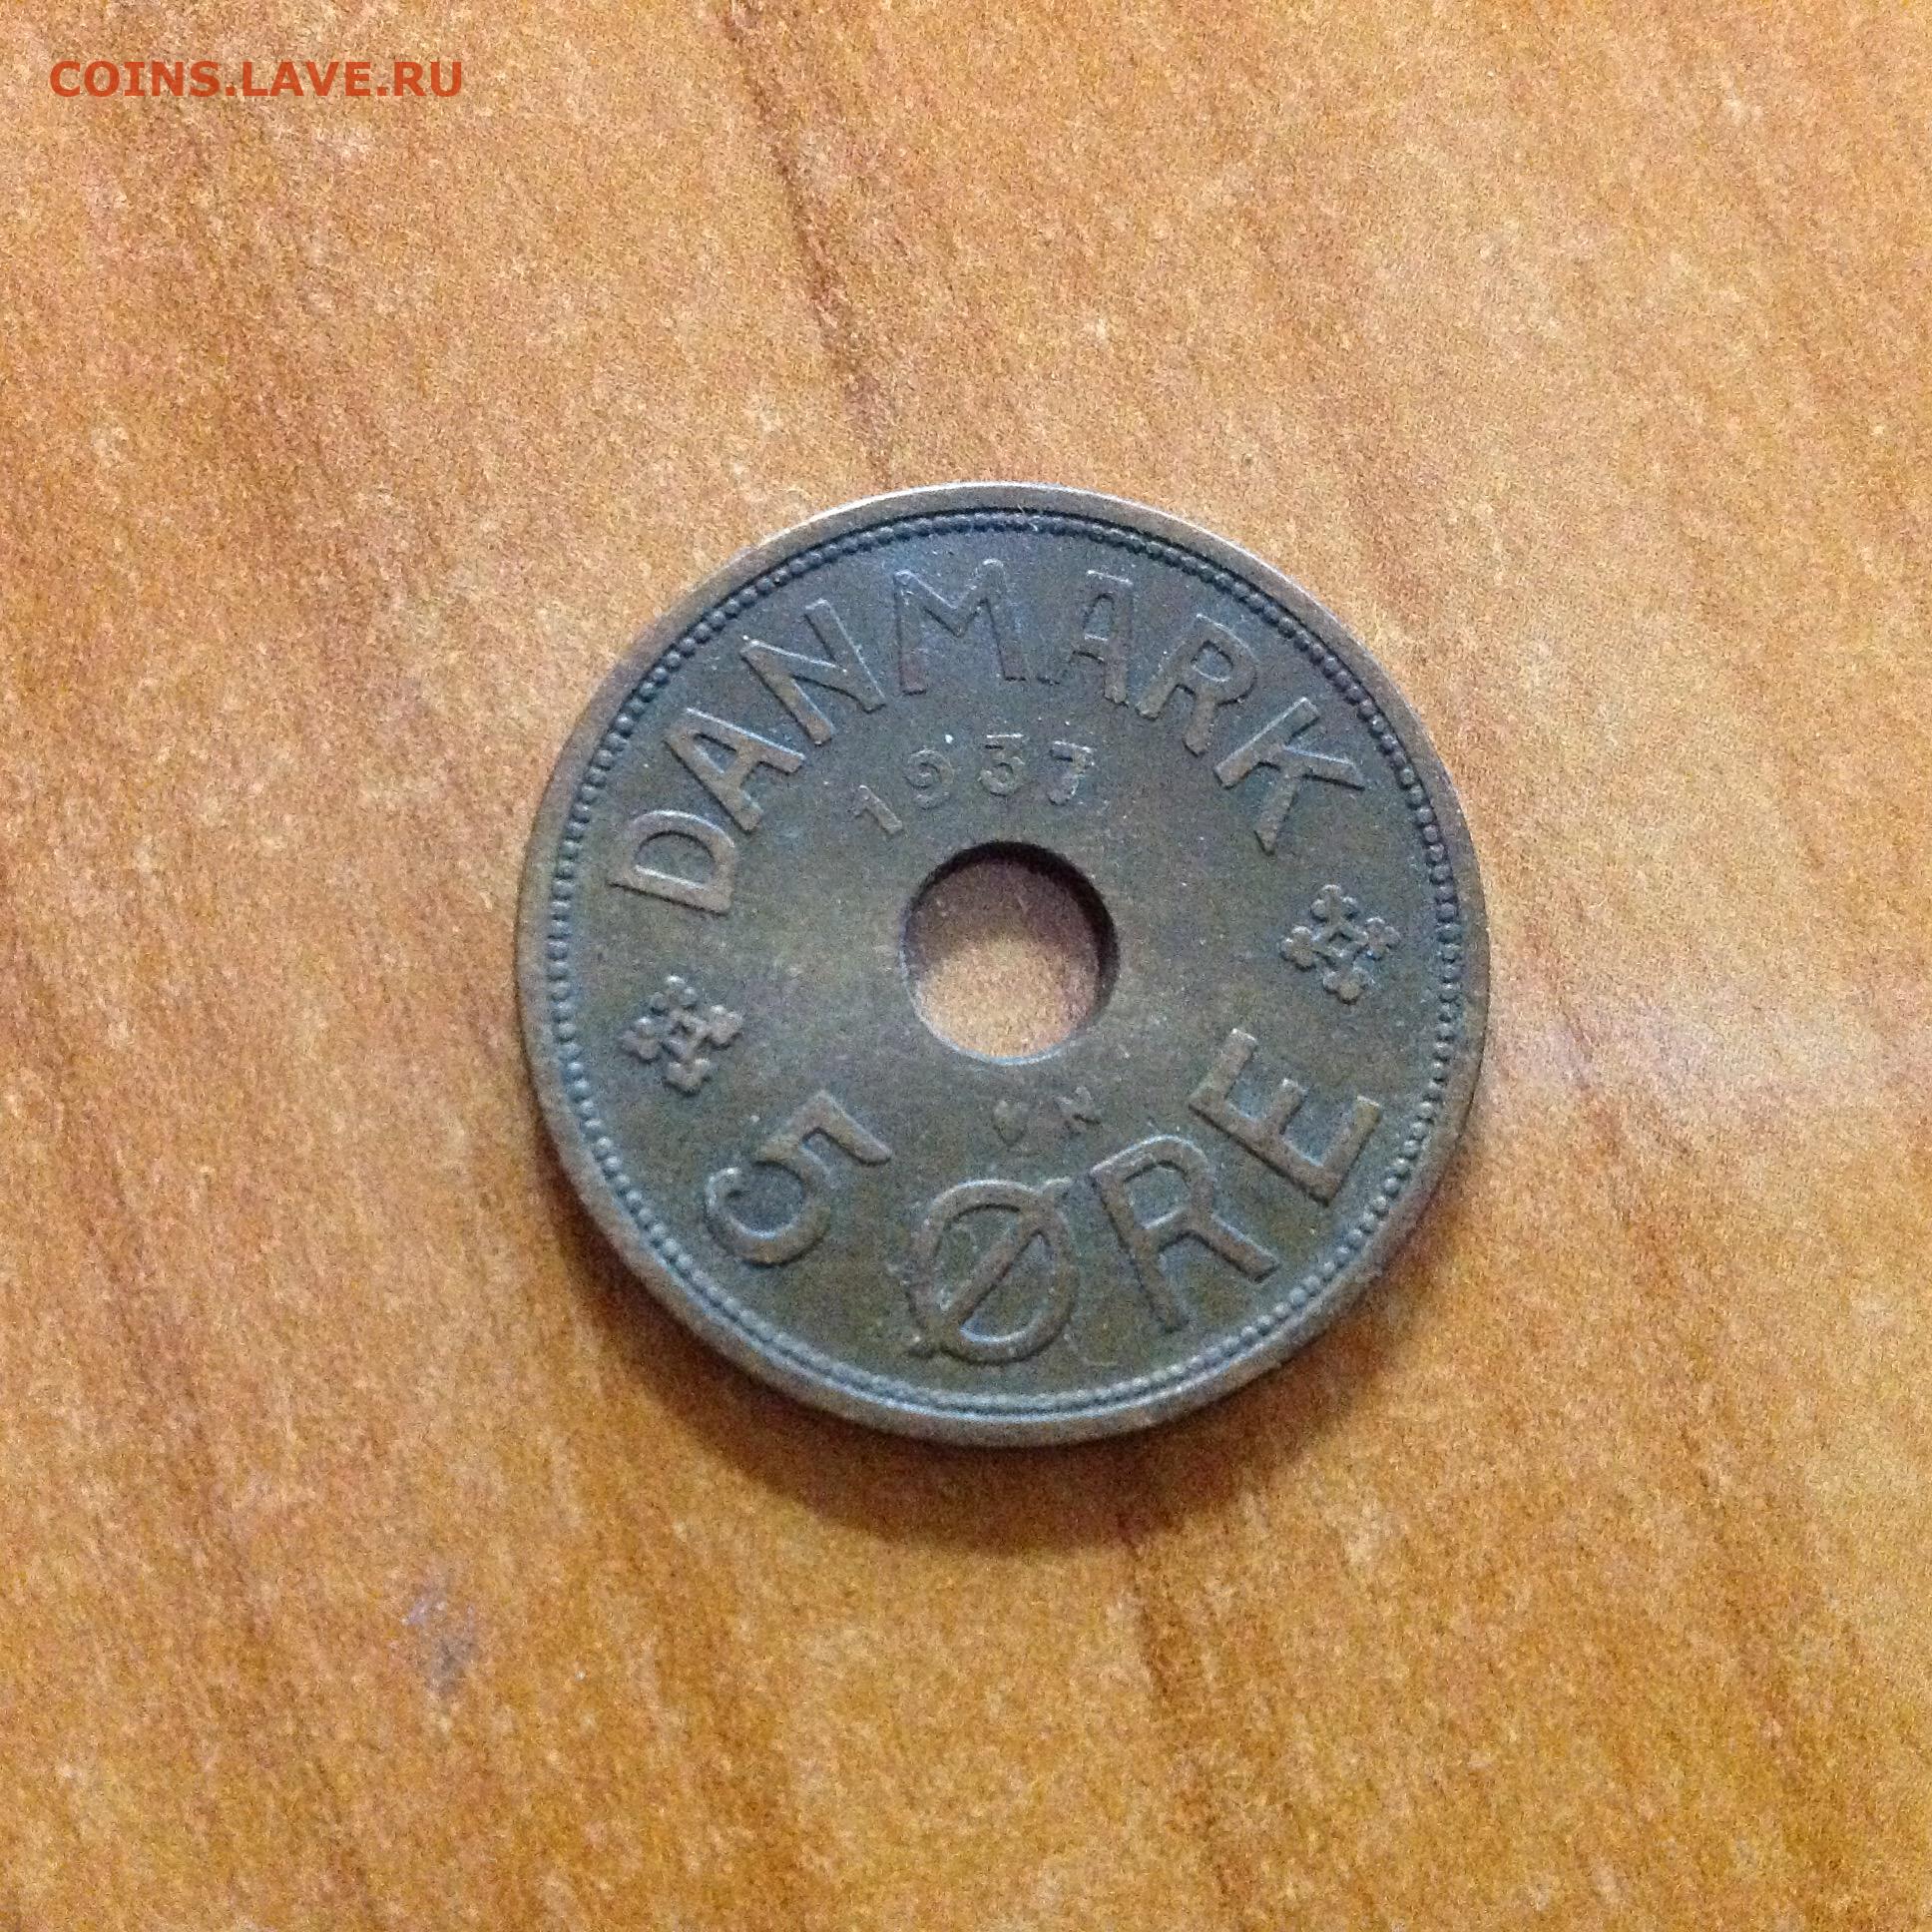 COINS.LAVE.RU
DANMARK
1937
♥ N
5 ØRE